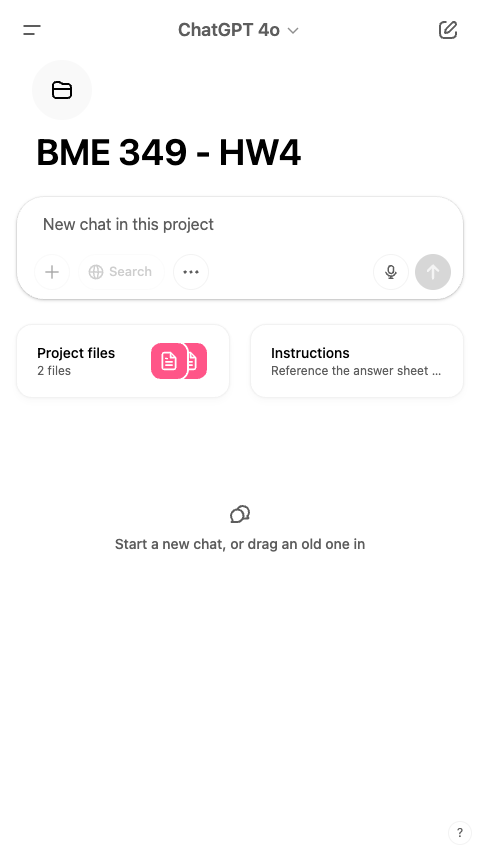 ChatGPT 4o
BME 349 - HW4
New chat in this project
Search
Project files
2 files
Instructions
Reference the answer sheet ...
Start a new chat, or drag an old one in
?